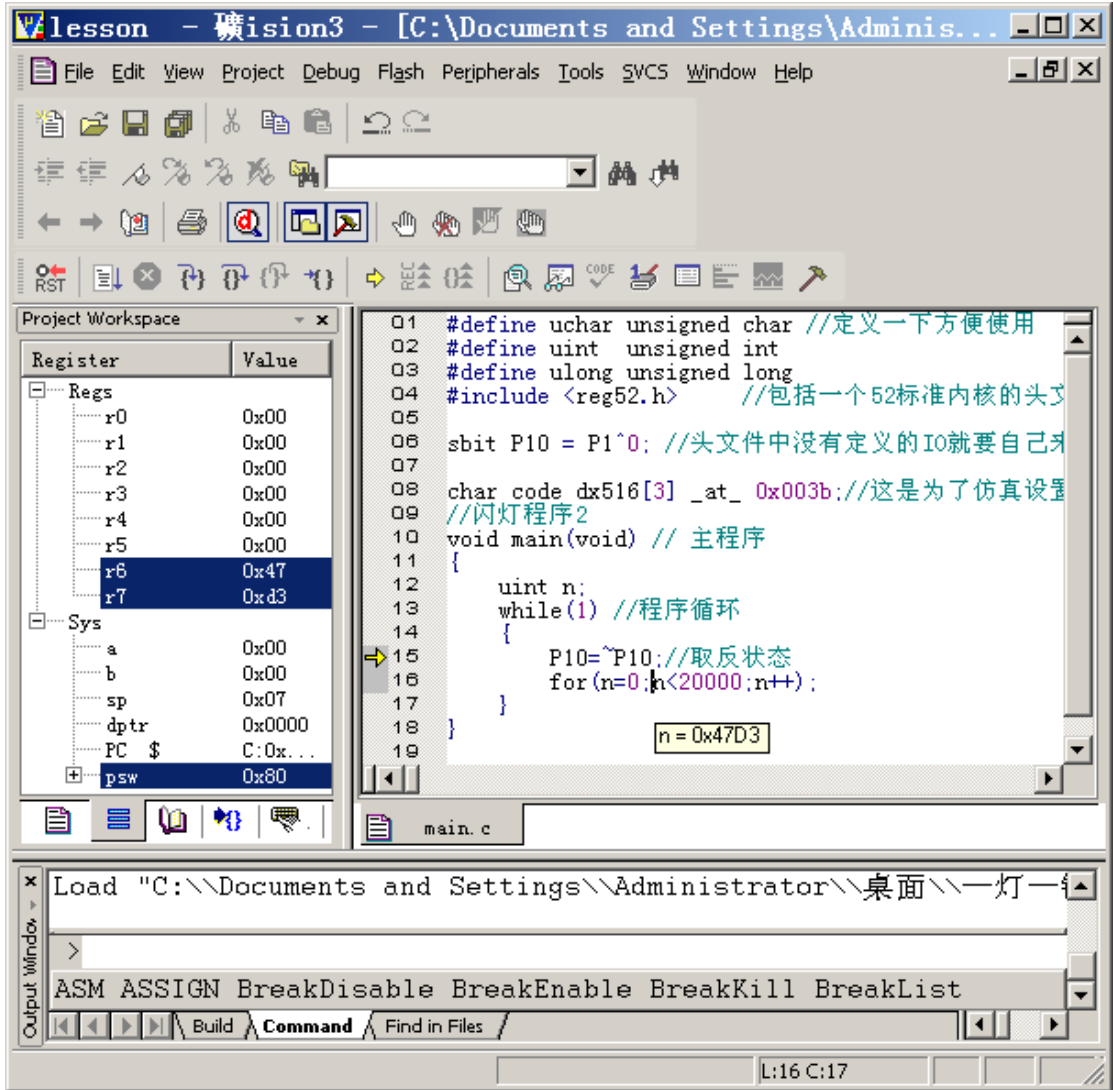 lesson - 礦ision3 - [C:\Documents and Settings\Adminis...
File Edit View Project Debug Flash Peripherals Tools SVCS Window Help
RST
REC
CODE
Project Workspace
Register Value
Regs
r0 0x00
r1 0x00
r2 0x00
r3 0x00
r4 0x00
r5 0x00
r6 0x47
r7 0xd3
Sys
a 0x00
b 0x00
sp 0x07
dptr 0x0000
PC $ C:0x...
psw 0x80
01 #define uchar unsigned char //定义一下方便使用
02 #define uint unsigned int
03 #define ulong unsigned long
04 #include <reg52.h> //包括一个52标准内核的头文
05
06 sbit P10 = P1^0; //头文件中没有定义的IO就要自己来
07
08 char code dx516[3] _at_ 0x003b;//这是为了仿真设置
09 //闪灯程序2
10 void main(void) // 主程序
11 {
12 uint n;
13 while(1) //程序循环
14 {
15 P10=~P10;//取反状态
16 for(n=0;n<20000;n++);
17 }
18 }
19
n = 0x47D3
main.c
Output Window
Load "C:\\Documents and Settings\\Administrator\\桌面\\一灯一
>
ASM ASSIGN BreakDisable BreakEnable BreakKill BreakList
Build Command Find in Files
L:16 C:17